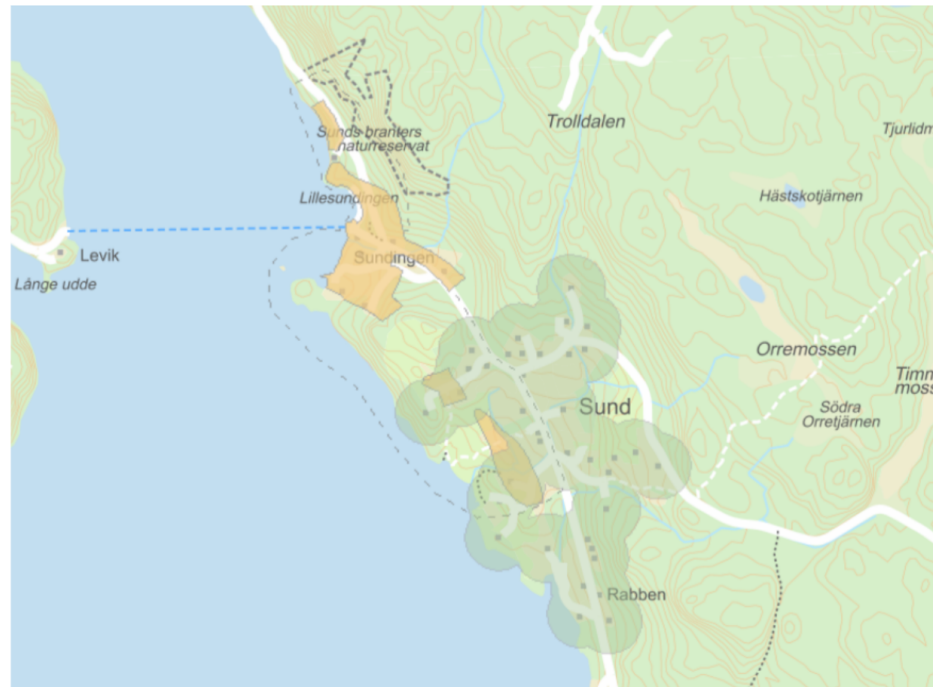 Trolldalen
Tjurlidm
Sunds branters
naturreservat
Lillesundingen
Hästskotjärnen
Sundingen
Levik
Långe udde
Orremossen
Timn
moss
Sund
Södra
Orretjärnen
Rabben